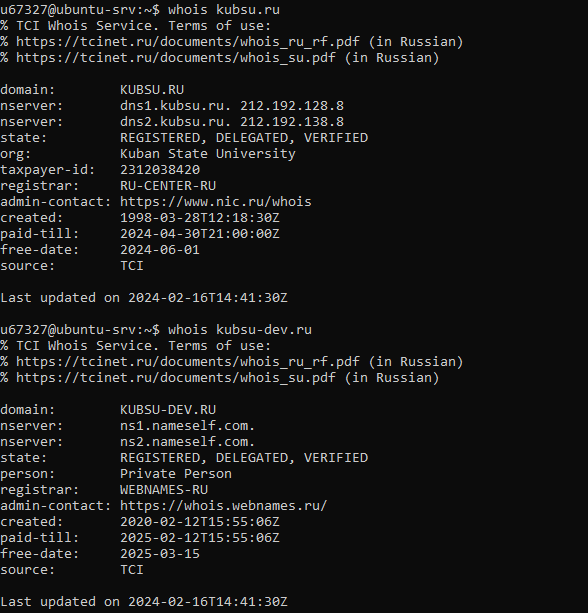 u67327@ubuntu-srv:~$ whois kubsu.ru
% TCI Whois Service. Terms of use:
% https://tcinet.ru/documents/whois_ru_rf.pdf (in Russian)
% https://tcinet.ru/documents/whois_su.pdf (in Russian)

domain:        KUBSU.RU
nserver:       dns1.kubsu.ru. 212.192.128.8
nserver:       dns2.kubsu.ru. 212.192.138.8
state:         REGISTERED, DELEGATED, VERIFIED
org:           Kuban State University
taxpayer-id:   2312038420
registrar:     RU-CENTER-RU
admin-contact: https://www.nic.ru/whois
created:       1998-03-28T12:18:30Z
paid-till:     2024-04-30T21:00:00Z
free-date:     2024-06-01
source:        TCI

Last updated on 2024-02-16T14:41:30Z

u67327@ubuntu-srv:~$ whois kubsu-dev.ru
% TCI Whois Service. Terms of use:
% https://tcinet.ru/documents/whois_ru_rf.pdf (in Russian)
% https://tcinet.ru/documents/whois_su.pdf (in Russian)

domain:        KUBSU-DEV.RU
nserver:       ns1.nameself.com.
nserver:       ns2.nameself.com.
state:         REGISTERED, DELEGATED, VERIFIED
person:        Private Person
registrar:     WEBNAMES-RU
admin-contact: https://whois.webnames.ru/
created:       2020-02-12T15:55:06Z
paid-till:     2025-02-12T15:55:06Z
free-date:     2025-03-15
source:        TCI

Last updated on 2024-02-16T14:41:30Z